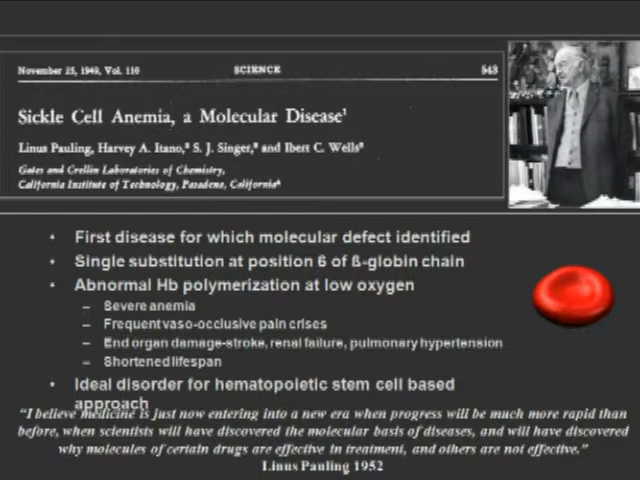 November 25, 1949, Vol. 110 SCIENCE 543
Sickle Cell Anemia, a Molecular Disease¹
Linus Pauling, Harvey A. Itano,² S. J. Singer,² and Ibert C. Wells³
Gates and Crellin Laboratories of Chemistry,
California Institute of Technology, Pasadena, California⁴
• First disease for which molecular defect identified
• Single substitution at position 6 of ß-globin chain
• Abnormal Hb polymerization at low oxygen
– Severe anemia
– Frequent vaso-occlusive pain crises
– End organ damage-stroke, renal failure, pulmonary hypertension
– Shortened lifespan
• Ideal disorder for hematopoietic stem cell based
approach
“I believe medicine is just now entering into a new era when progress will be much more rapid than
before, when scientists will have discovered the molecular basis of diseases, and will have discovered
why molecules of certain drugs are effective in treatment, and others are not effective.”
Linus Pauling 1952